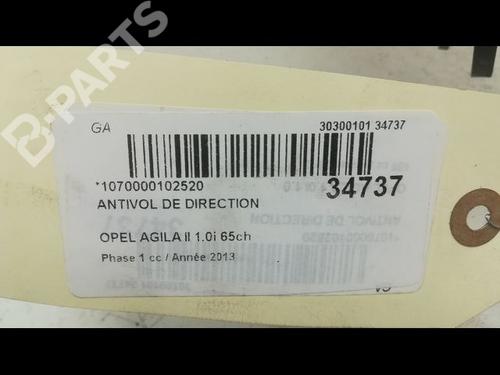 B-PARTS
GA
30300101 34737
*1070000102520
34737
ANTIVOL DE DIRECTION
OPEL AGILA II 1.0i 65ch
Phase 1 cc / Année 2013